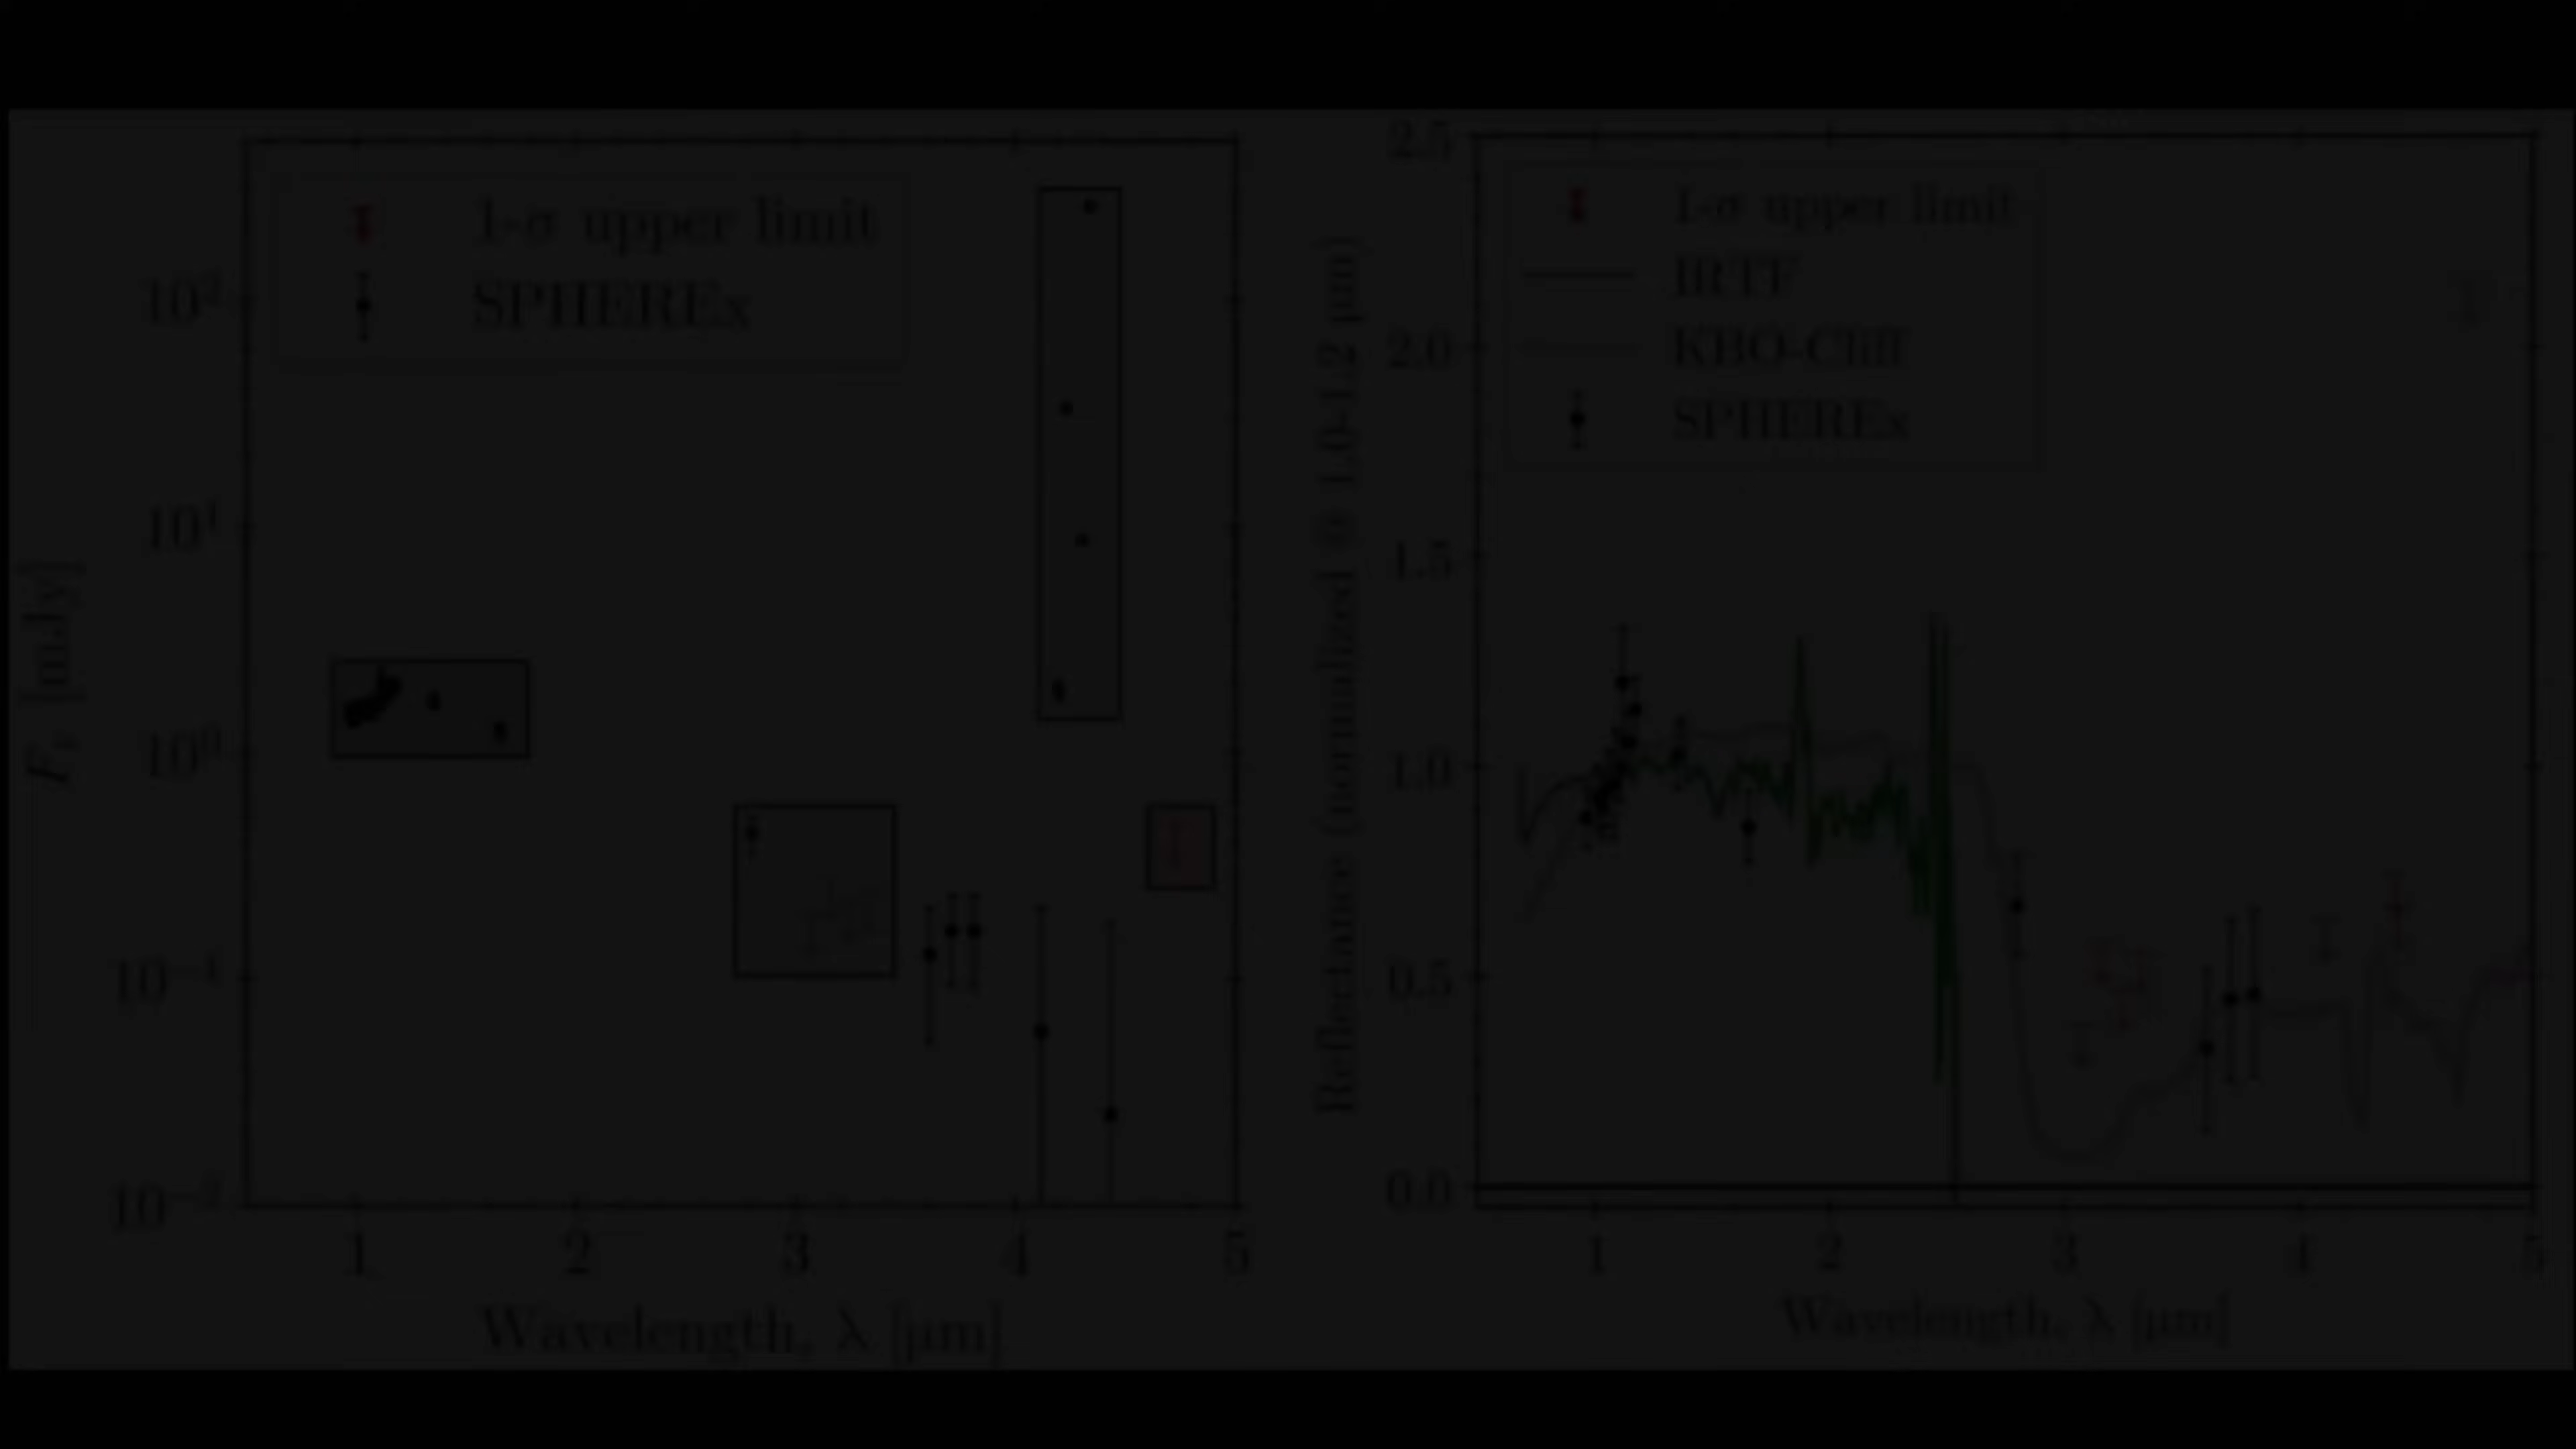 1-σ upper limit
SPHEREx
10²
10¹
10⁰
10⁻¹
10⁻²
[mJy]
1 2 3 4 5
Wavelength, λ [μm]
1-σ upper limit
IRTF
KBO-Cliff
SPHEREx
2.5
2.0
1.5
1.0
0.5
0.0
Reflectance (normalized @ 1.0-1.2 μm)
1 2 3 4 5
Wavelength, λ [μm]